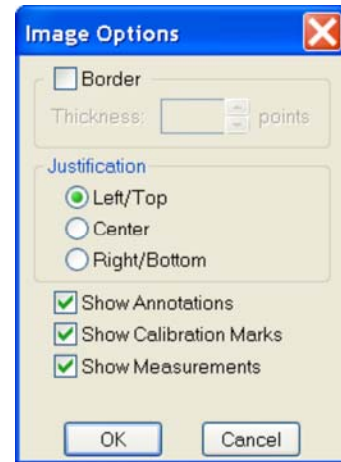 Image Options
Border
Thickness: points
Justification
Left/Top
Center
Right/Bottom
Show Annotations
Show Calibration Marks
Show Measurements
OK Cancel